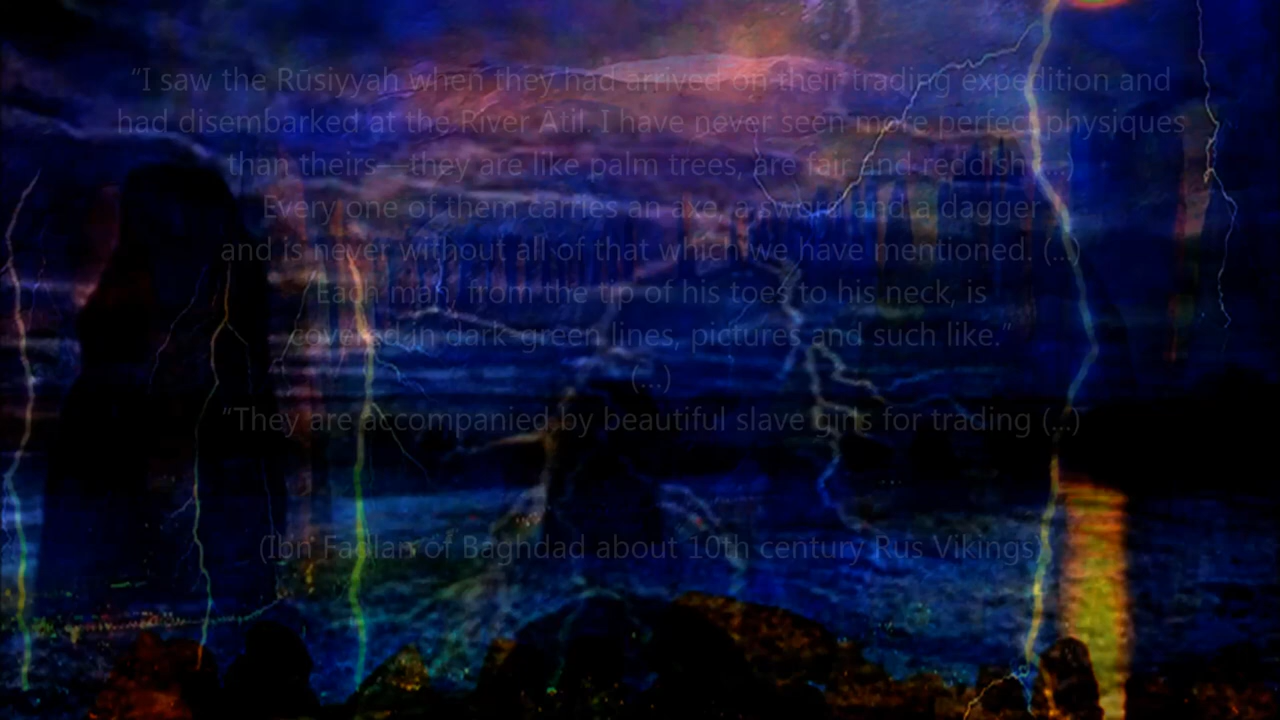 “I saw the Rūsiyyah when they had arrived on their trading expedition and
had disembarked at the River Ātil. I have never seen more perfect physiques
than theirs—they are like palm trees, are fair and reddish (...).
Everyone of them carries an axe, a sword and a dagger
and is never without all of that which we have mentioned. (...)
Each man, from the tip of his toes to his neck, is
covered in dark-green lines, pictures and such like.”
(...)
“They are accompanied by beautiful slave girls for trading (...)
(Ibn Fadlan of Baghdad about 10th century Rus Vikings)